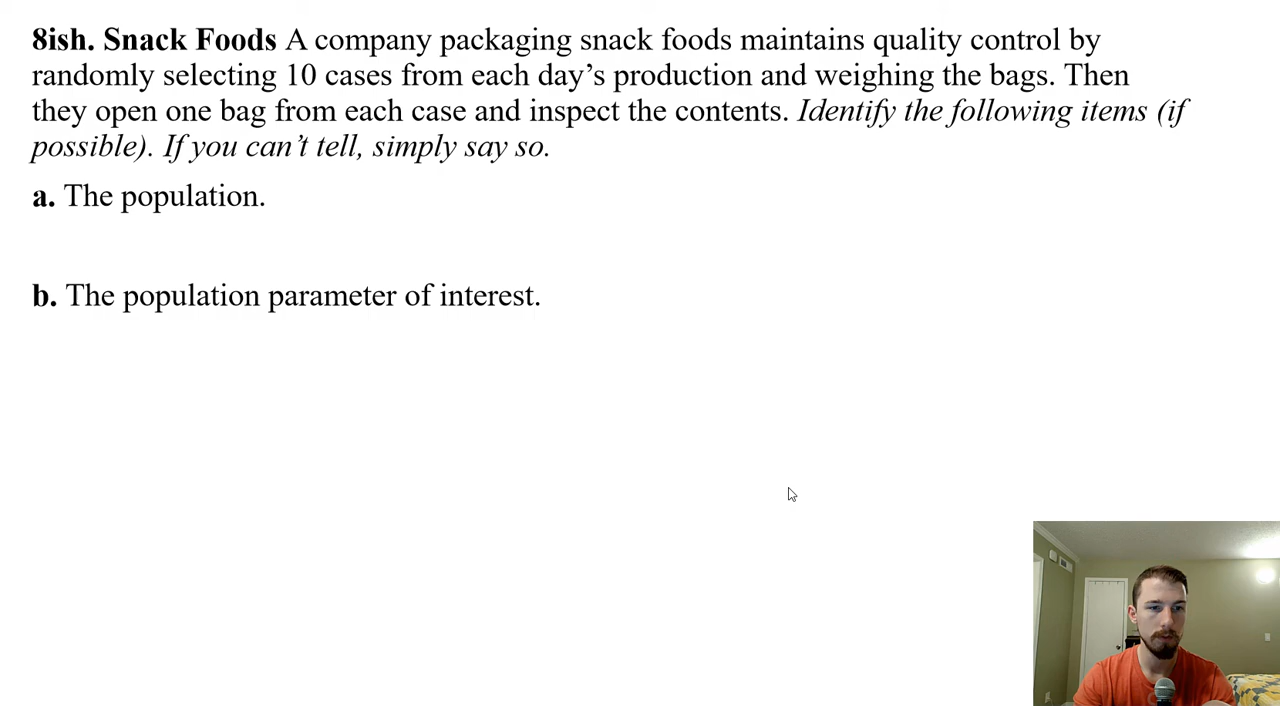 8ish. Snack Foods A company packaging snack foods maintains quality control by
randomly selecting 10 cases from each day’s production and weighing the bags. Then
they open one bag from each case and inspect the contents. Identify the following items (if
possible). If you can’t tell, simply say so.
a. The population.
b. The population parameter of interest.